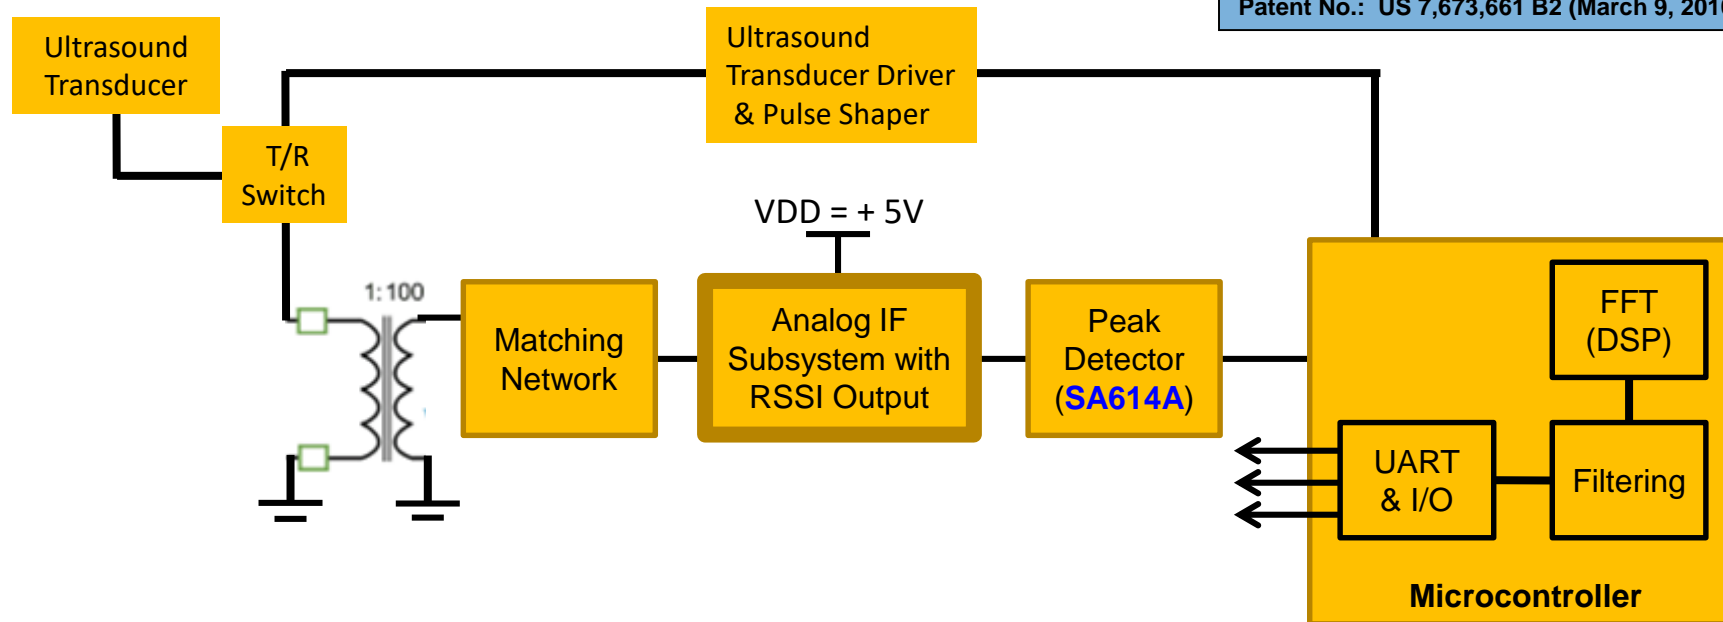 Patent No.: US 7,673,661 B2 (March 9, 2010
Ultrasound
Transducer
Ultrasound
Transducer Driver
& Pulse Shaper
T/R
Switch
VDD = + 5V
1:100
Matching
Network
Analog IF
Subsystem with
RSSI Output
Peak
Detector
(SA614A)
FFT
(DSP)
UART
& I/O
Filtering
Microcontroller